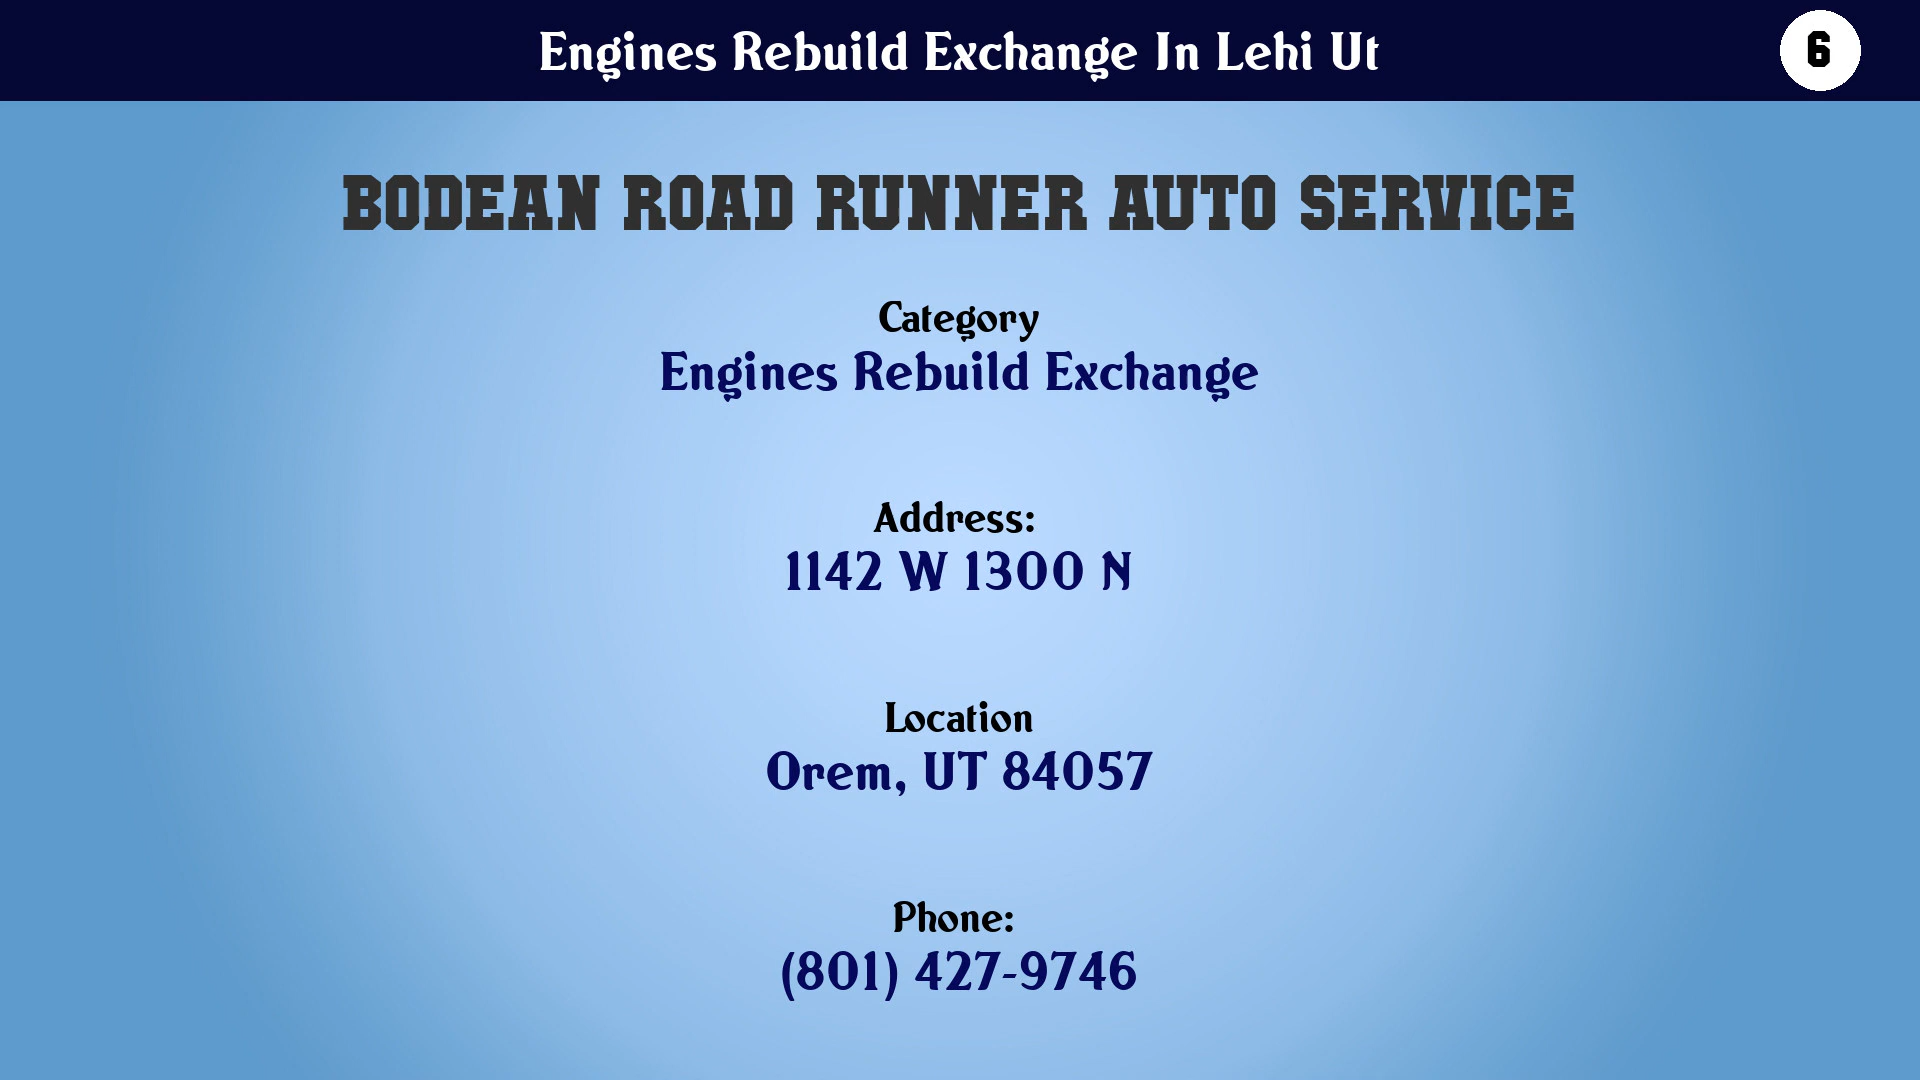 Engines Rebuild Exchange In Lehi Ut
6
BODEAN ROAD RUNNER AUTO SERVICE
Category
Engines Rebuild Exchange
Address:
1142 W 1300 N
Location
Orem, UT 84057
Phone:
(801) 427-9746